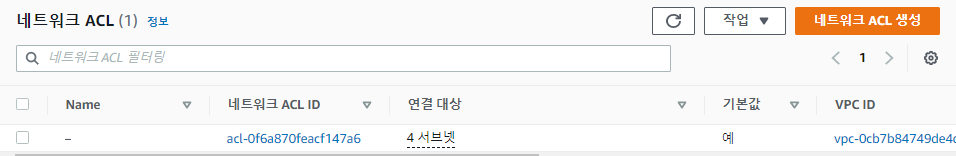 네트워크 ACL (1) 정보
작업
네트워크 ACL 생성
네트워크 ACL 필터링
1
Name 네트워크 ACL ID 연결 대상 기본값 VPC ID
– acl-0f6a870feacf147a6 4 서브넷 예 vpc-0cb7b84749de4